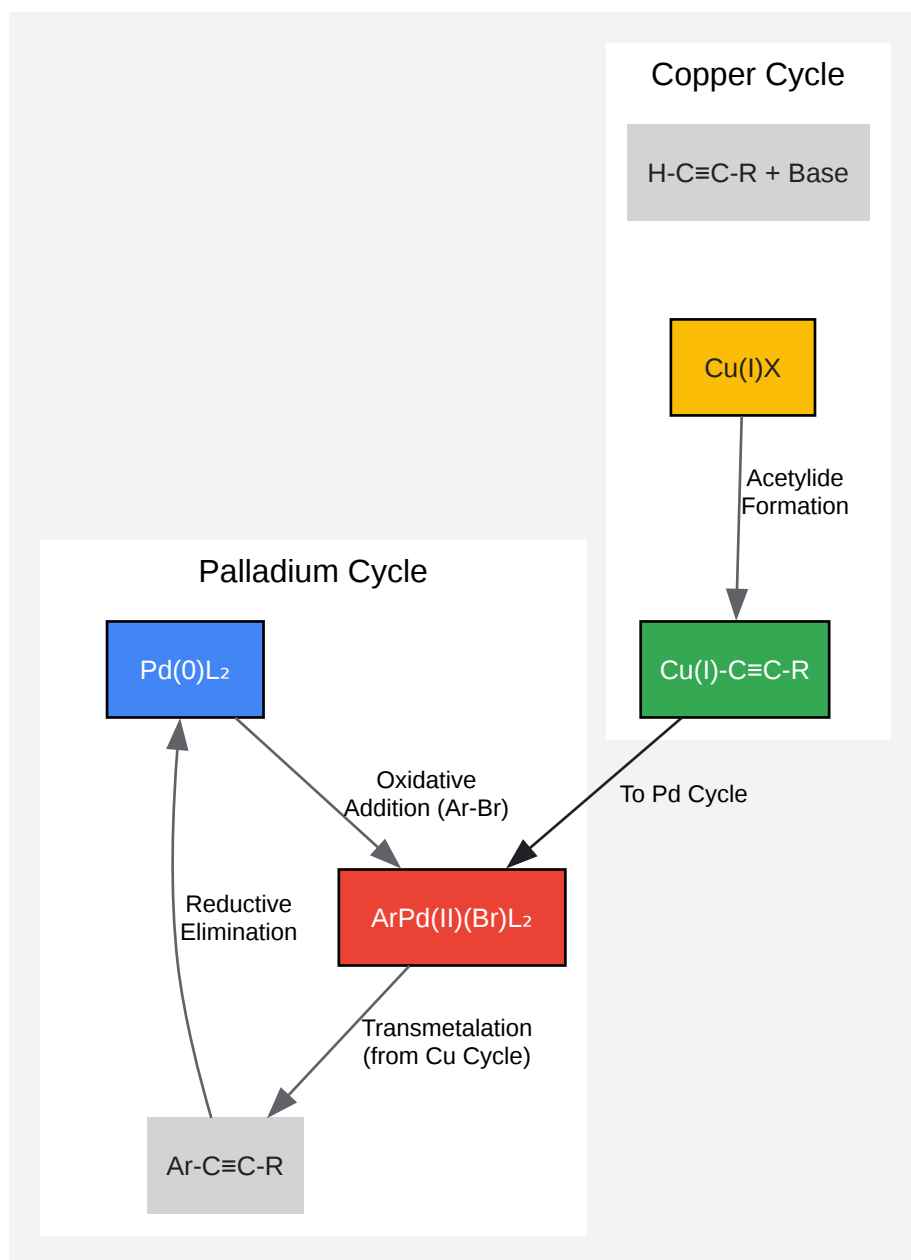 Copper Cycle
H-C≡C-R + Base
Cu(I)X
Acetylide
Formation
Cu(I)-C≡C-R
To Pd Cycle
Palladium Cycle
Pd(0)L₂
Oxidative
Addition (Ar-Br)
ArPd(II)(Br)L₂
Reductive
Elimination
Transmetalation
(from Cu Cycle)
Ar-C≡C-R